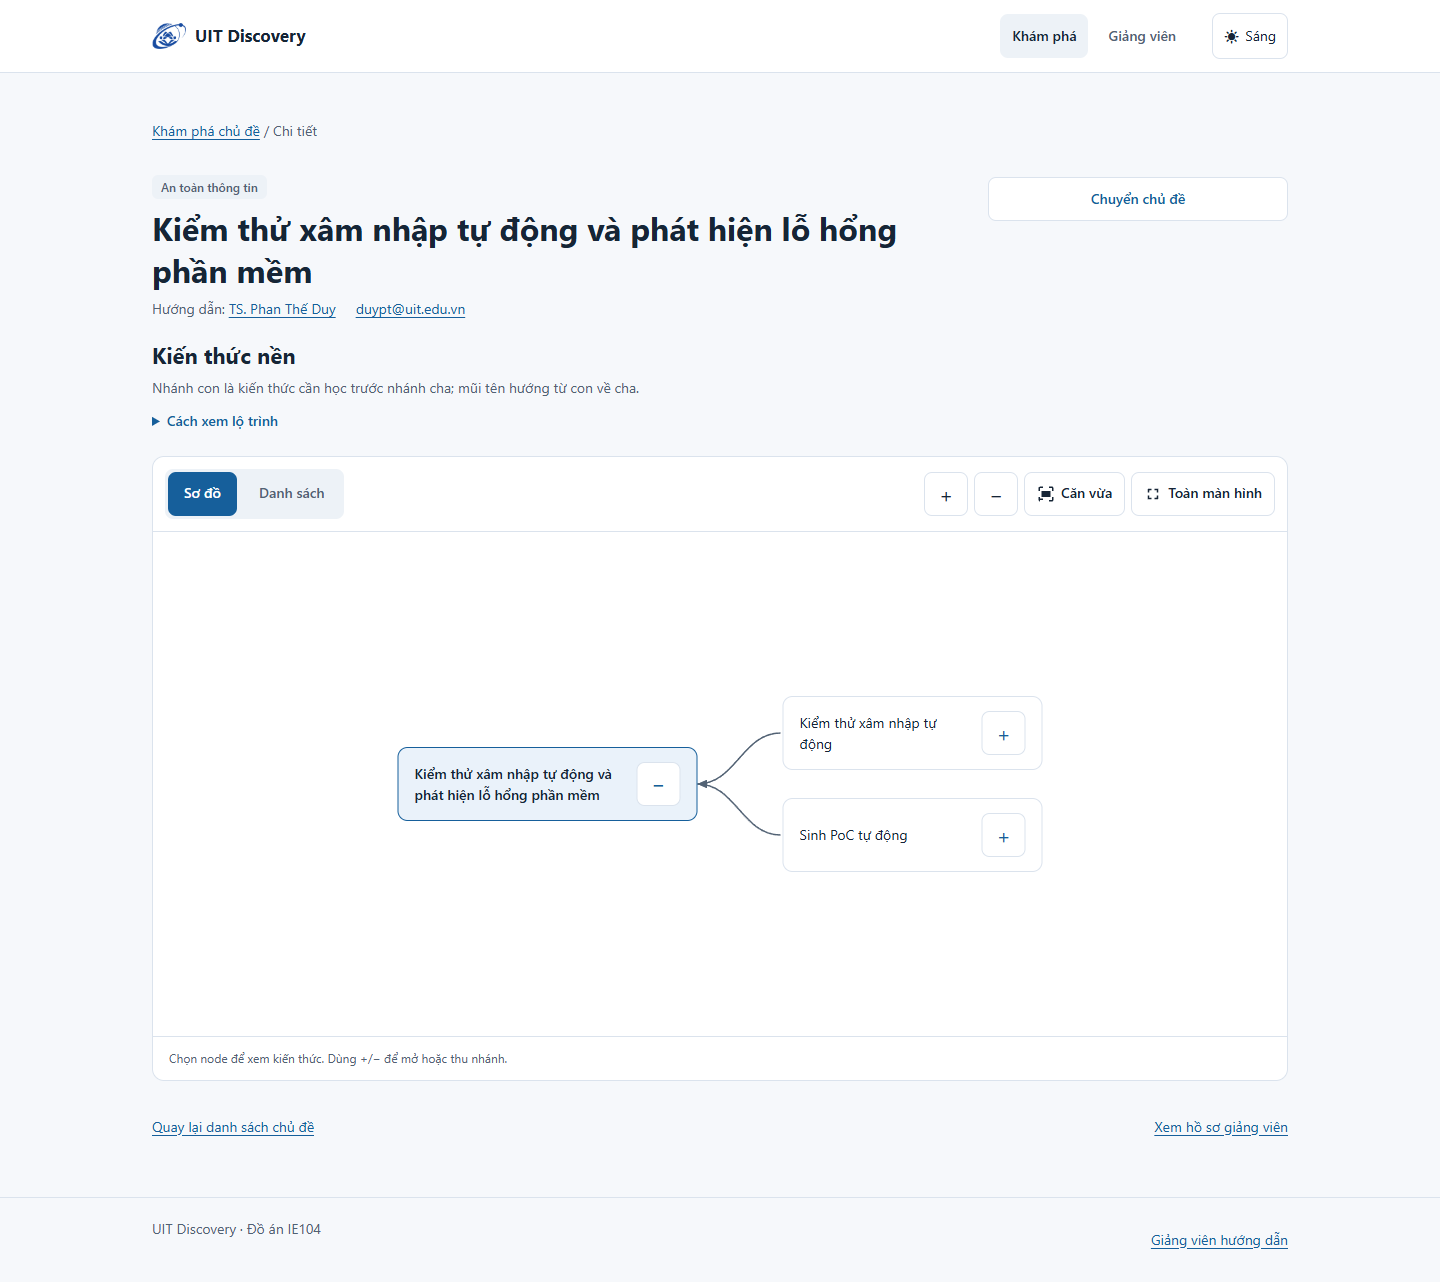 UIT Discovery
Khám phá
Giảng viên
Sáng
Khám phá chủ đề / Chi tiết
An toàn thông tin
Chuyển chủ đề
Kiểm thử xâm nhập tự động và phát hiện lỗ hổng
phần mềm
Hướng dẫn: TS. Phan Thế Duy duypt@uit.edu.vn
Kiến thức nền
Nhánh con là kiến thức cần học trước nhánh cha; mũi tên hướng từ con về cha.
Cách xem lộ trình
Sơ đồ
Danh sách
+
−
Căn vừa
Toàn màn hình
Kiểm thử xâm nhập tự
động
+
Kiểm thử xâm nhập tự động và
phát hiện lỗ hổng phần mềm
−
Sinh PoC tự động
+
Chọn node để xem kiến thức. Dùng +/− để mở hoặc thu nhánh.
Quay lại danh sách chủ đề
Xem hồ sơ giảng viên
UIT Discovery · Đồ án IE104
Giảng viên hướng dẫn